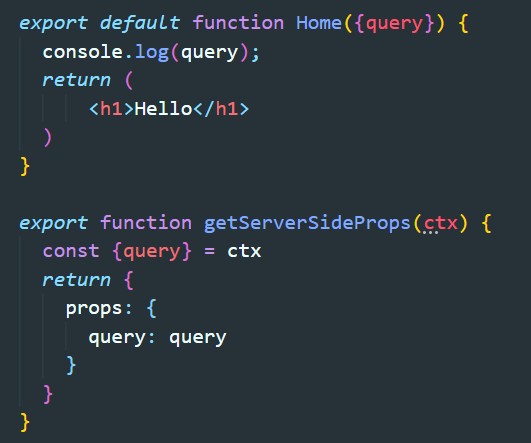 export default function Home({query}) {
  console.log(query);
  return (
      <h1>Hello</h1>
  )
}

export function getServerSideProps(ctx) {
  const {query} = ctx
  return {
    props: {
      query: query
    }
  }
}